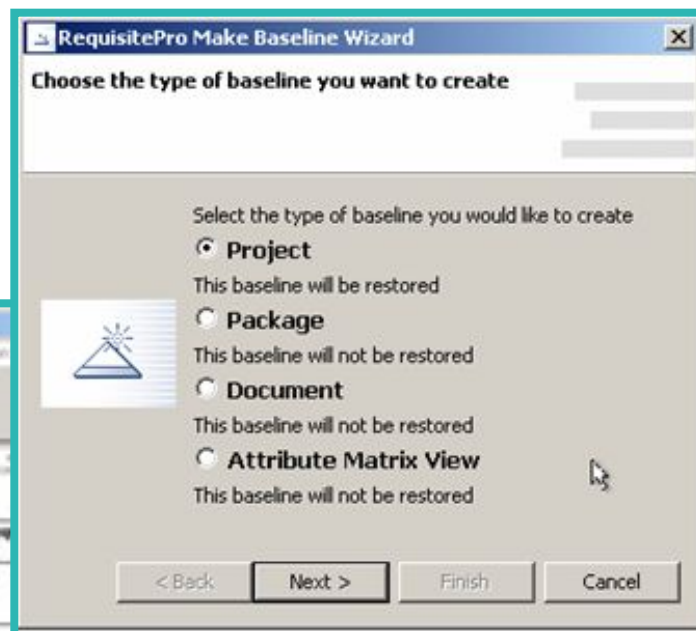 RequisitePro Make Baseline Wizard
Choose the type of baseline you want to create
Select the type of baseline you would like to create
Project
This baseline will be restored
Package
This baseline will not be restored
Document
This baseline will not be restored
Attribute Matrix View
This baseline will not be restored
< Back Next > Finish Cancel